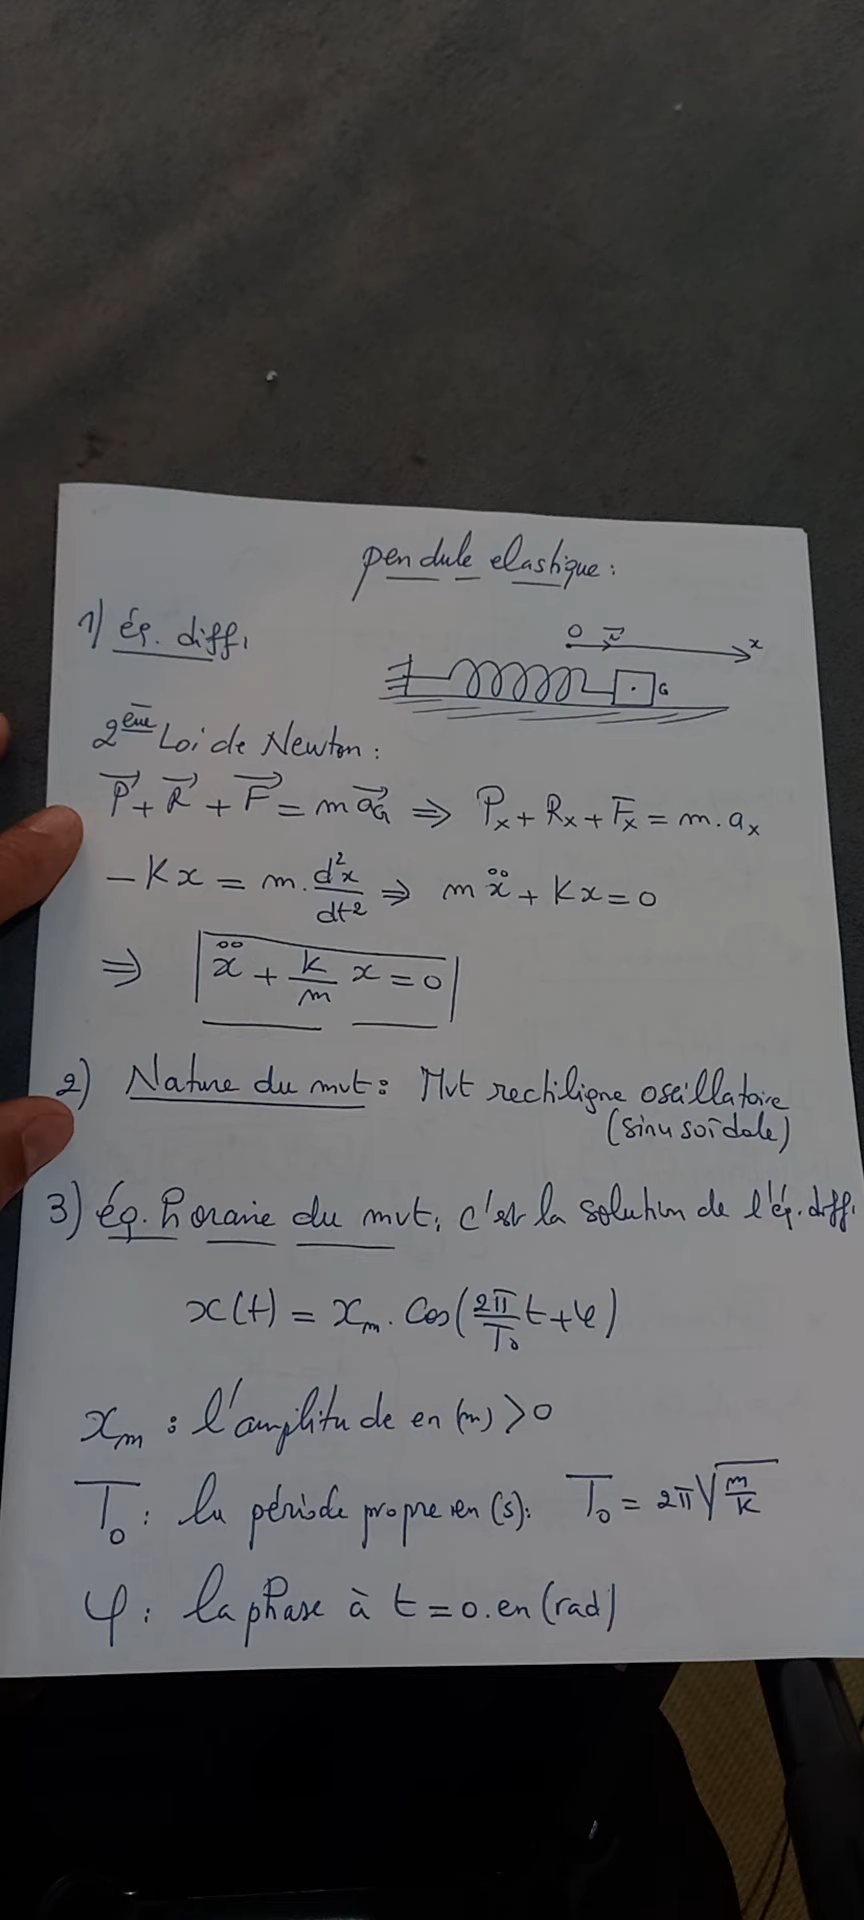 pendule elastique :
1) éq. diff.
O i x
G
2ème Loi de Newton :
P⃗ + R⃗ + F⃗ = m a⃗G ⇒ Px + Rx + Fx = m . ax
- Kx = m . d²x/dt² ⇒ m ẍ + Kx = 0
⇒ ẍ + K/m x = 0
2) Nature du mvt : Mvt rectiligne oscillatoire
(sinusoïdale)
3) éq. horaire du mvt, c'est la solution de l'éq. diff.
x(t) = xm . Cos(2π/T0 t + φ)
xm : l'amplitude en (m) > 0
T0 : la période propre en (s) : T0 = 2π√(m/K)
φ : la phase à t = 0 . en (rad)